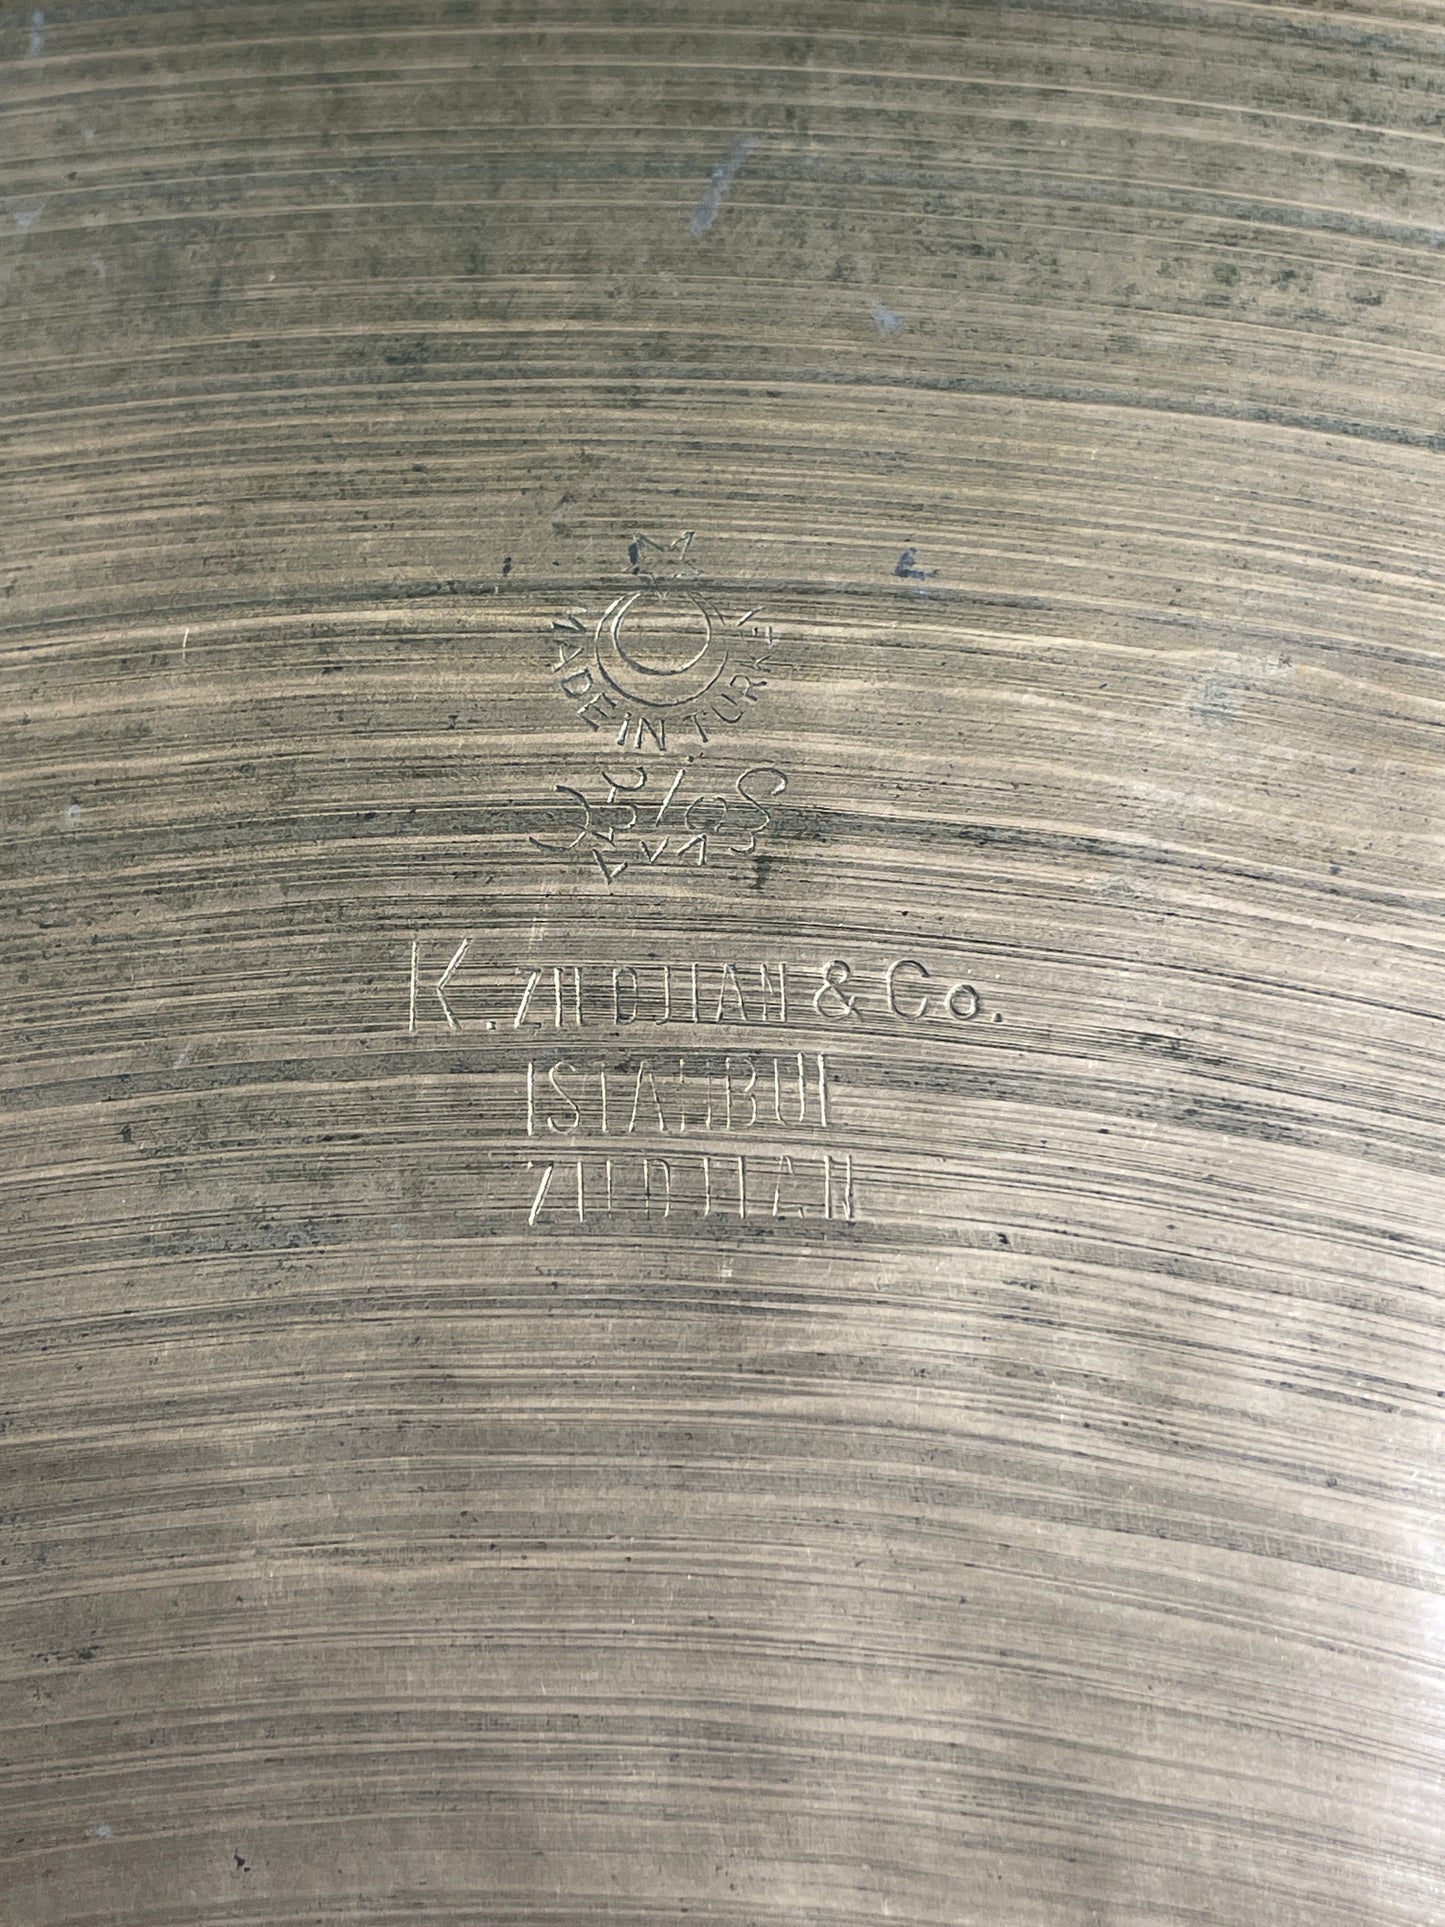 MADE IN TURKEY
K. ZILDJIAN & Co.
ISTANBUL
ZILDJIAN